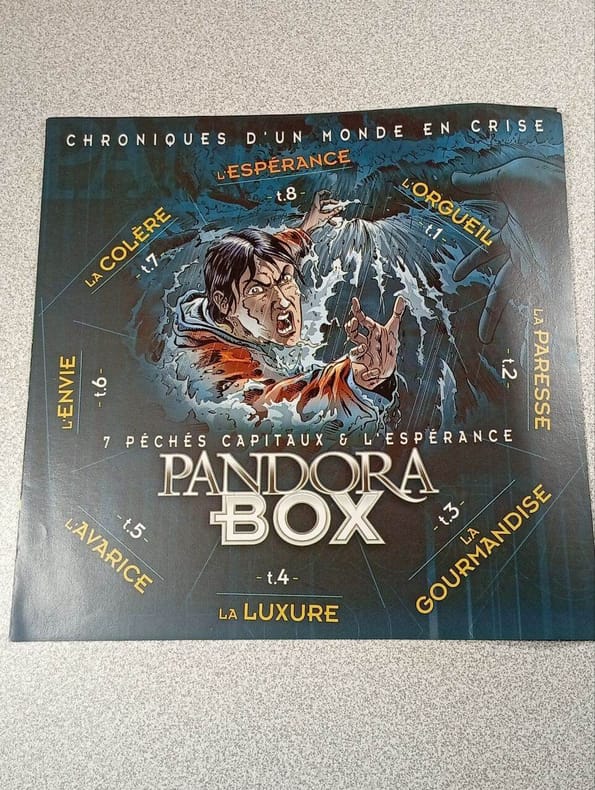 CHRONIQUES D'UN MONDE EN CRISE
L'ESPÉRANCE
- t.8 -
L'ORGUEIL
- t.1 -
LA PARESSE
- t.2 -
LA
GOURMANDISE
- t.3 -
- t.4 -
LA LUXURE
- t.5 -
L'AVARICE
L'ENVIE
- t.6 -
LA COLÈRE
- t.7 -
7 PÉCHÉS CAPITAUX & L'ESPÉRANCE
PANDORA
BOX